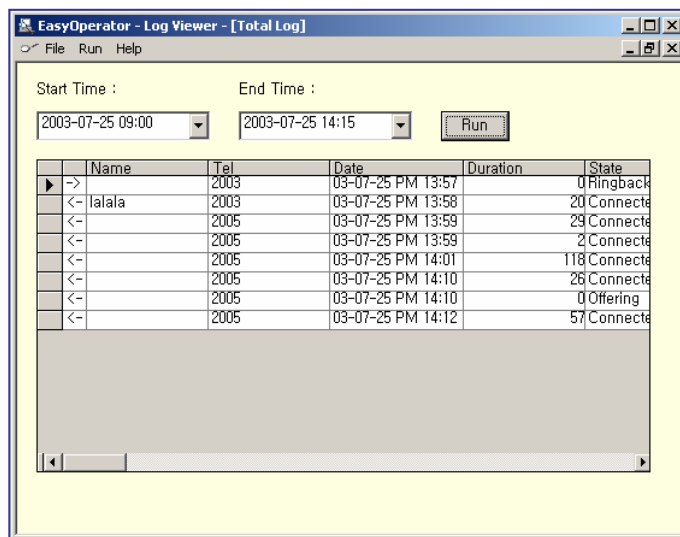 EasyOperator - Log Viewer - [Total Log]
File Run Help
Start Time : End Time :
2003-07-25 09:00 2003-07-25 14:15 Run
Name Tel Date Duration State
-> 2003 03-07-25 PM 13:57 0 Ringback
<- lalala 2003 03-07-25 PM 13:58 20 Connecte
<- 2005 03-07-25 PM 13:59 29 Connecte
<- 2005 03-07-25 PM 13:59 2 Connecte
<- 2005 03-07-25 PM 14:01 118 Connecte
<- 2005 03-07-25 PM 14:10 26 Connecte
<- 2005 03-07-25 PM 14:10 0 Offering
<- 2005 03-07-25 PM 14:12 57 Connecte